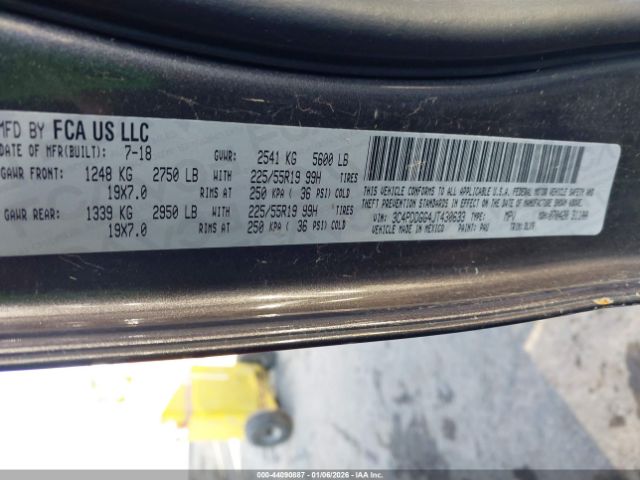 MFD BY FCA US LLC
DATE OF MFR(BUILT): 7-18 GVWR: 2541 KG 5600 LB
GAWR FRONT: 1248 KG 2750 LB WITH 225/55R19 99H TIRES
19X7.0 RIMS AT 250 KPA ( 36 PSI) COLD
GAWR REAR: 1339 KG 2950 LB WITH 225/55R19 99H TIRES
19X7.0 RIMS AT 250 KPA ( 36 PSI) COLD
THIS VEHICLE CONFORMS TO ALL APPLICABLE U.S.A. FEDERAL MOTOR VEHICLE SAFETY AND
THEFT PREVENTION STANDARDS IN EFFECT ON THE DATE OF MANUFACTURE SHOWN ABOVE.
VIN: 3C4PDDGG4JT430633 TYPE: MPV
VEHICLE MADE IN MEXICO PAINT: PAU TRIM:
000-44090887 - 01/06/2026 - IAAI.COM